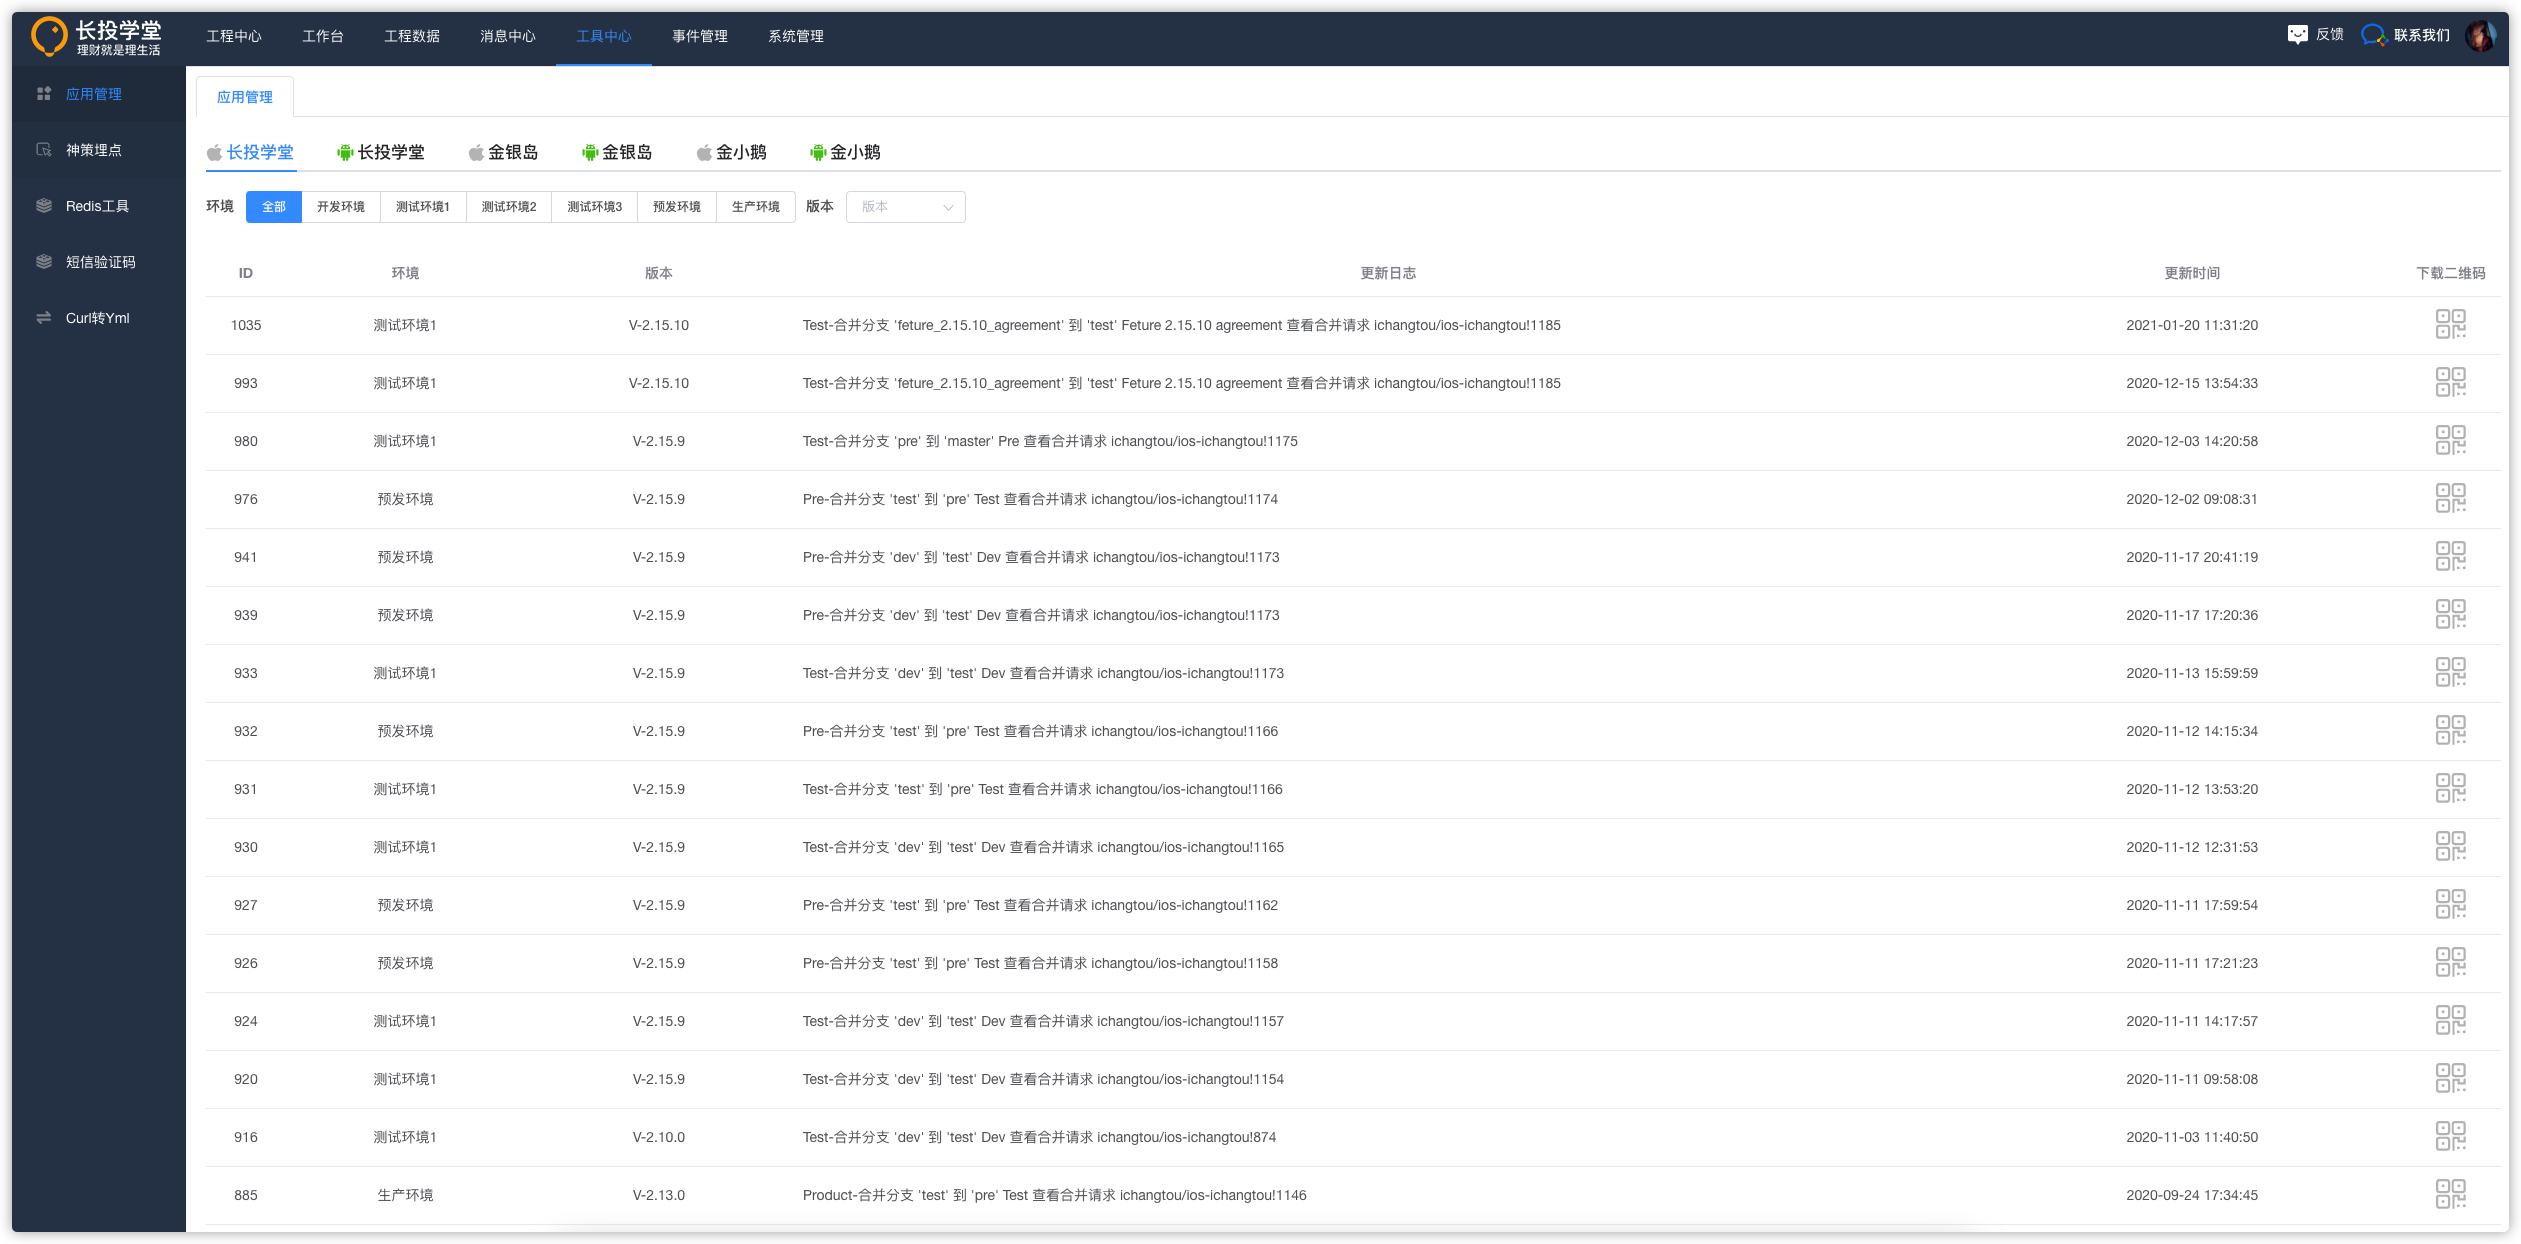 长投学堂
理财就是理生活
工程中心 工作台 工程数据 消息中心 工具中心 事件管理 系统管理 反馈 联系我们
应用管理
神策埋点
Redis工具
短信验证码
Curl转Yml
应用管理
长投学堂 长投学堂 金银岛 金银岛 金小鹅 金小鹅
环境 全部 开发环境 测试环境1 测试环境2 测试环境3 预发环境 生产环境 版本 版本
ID 环境 版本 更新日志 更新时间 下载二维码
1035 测试环境1 V-2.15.10 Test-合并分支 'feture_2.15.10_agreement' 到 'test' Feture 2.15.10 agreement 查看合并请求 ichangtou/ios-ichangtou!1185 2021-01-20 11:31:20
993 测试环境1 V-2.15.10 Test-合并分支 'feture_2.15.10_agreement' 到 'test' Feture 2.15.10 agreement 查看合并请求 ichangtou/ios-ichangtou!1185 2020-12-15 13:54:33
980 测试环境1 V-2.15.9 Test-合并分支 'pre' 到 'master' Pre 查看合并请求 ichangtou/ios-ichangtou!1175 2020-12-03 14:20:58
976 预发环境 V-2.15.9 Pre-合并分支 'test' 到 'pre' Test 查看合并请求 ichangtou/ios-ichangtou!1174 2020-12-02 09:08:31
941 预发环境 V-2.15.9 Pre-合并分支 'dev' 到 'test' Dev 查看合并请求 ichangtou/ios-ichangtou!1173 2020-11-17 20:41:19
939 预发环境 V-2.15.9 Pre-合并分支 'dev' 到 'test' Dev 查看合并请求 ichangtou/ios-ichangtou!1173 2020-11-17 17:20:36
933 测试环境1 V-2.15.9 Test-合并分支 'dev' 到 'test' Dev 查看合并请求 ichangtou/ios-ichangtou!1173 2020-11-13 15:59:59
932 预发环境 V-2.15.9 Pre-合并分支 'test' 到 'pre' Test 查看合并请求 ichangtou/ios-ichangtou!1166 2020-11-12 14:15:34
931 测试环境1 V-2.15.9 Test-合并分支 'test' 到 'pre' Test 查看合并请求 ichangtou/ios-ichangtou!1166 2020-11-12 13:53:20
930 测试环境1 V-2.15.9 Test-合并分支 'dev' 到 'test' Dev 查看合并请求 ichangtou/ios-ichangtou!1165 2020-11-12 12:31:53
927 预发环境 V-2.15.9 Pre-合并分支 'test' 到 'pre' Test 查看合并请求 ichangtou/ios-ichangtou!1162 2020-11-11 17:59:54
926 预发环境 V-2.15.9 Pre-合并分支 'test' 到 'pre' Test 查看合并请求 ichangtou/ios-ichangtou!1158 2020-11-11 17:21:23
924 测试环境1 V-2.15.9 Test-合并分支 'dev' 到 'test' Dev 查看合并请求 ichangtou/ios-ichangtou!1157 2020-11-11 14:17:57
920 测试环境1 V-2.15.9 Test-合并分支 'dev' 到 'test' Dev 查看合并请求 ichangtou/ios-ichangtou!1154 2020-11-11 09:58:08
916 测试环境1 V-2.10.0 Test-合并分支 'dev' 到 'test' Dev 查看合并请求 ichangtou/ios-ichangtou!874 2020-11-03 11:40:50
885 生产环境 V-2.13.0 Product-合并分支 'test' 到 'pre' Test 查看合并请求 ichangtou/ios-ichangtou!1146 2020-09-24 17:34:45